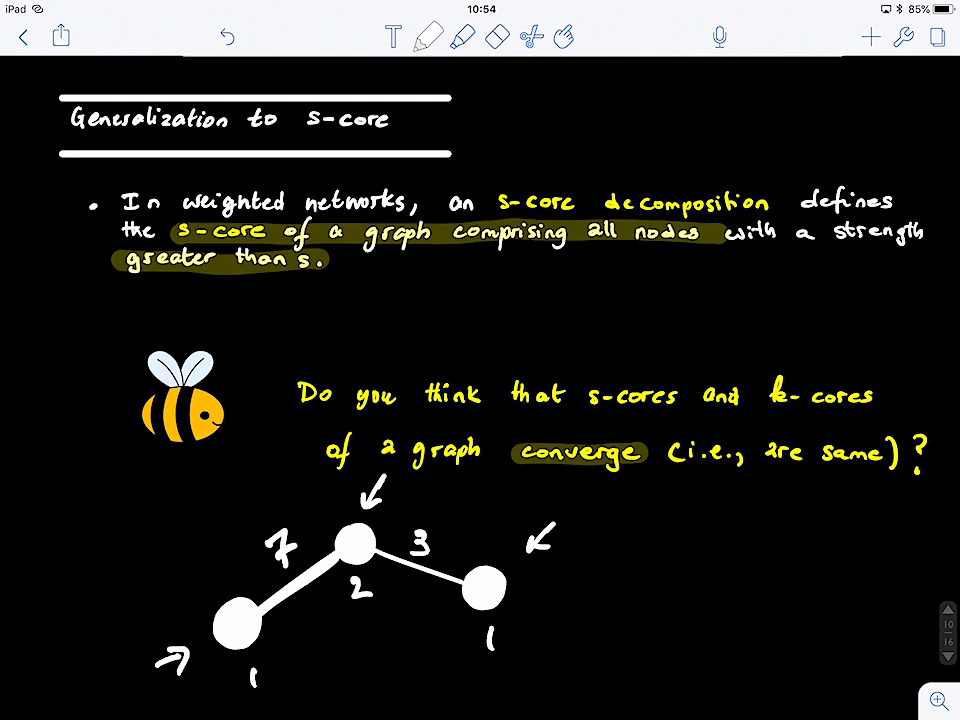 iPad
10:54
85%
T
Generalization to s-core
• In weighted networks, an s-core decomposition defines
the s-core of a graph comprising all nodes with a strength
greater than s.
Do you think that s-cores and k-cores
of a graph converge (i.e., are same)?
7
3
2
1
1
10
16